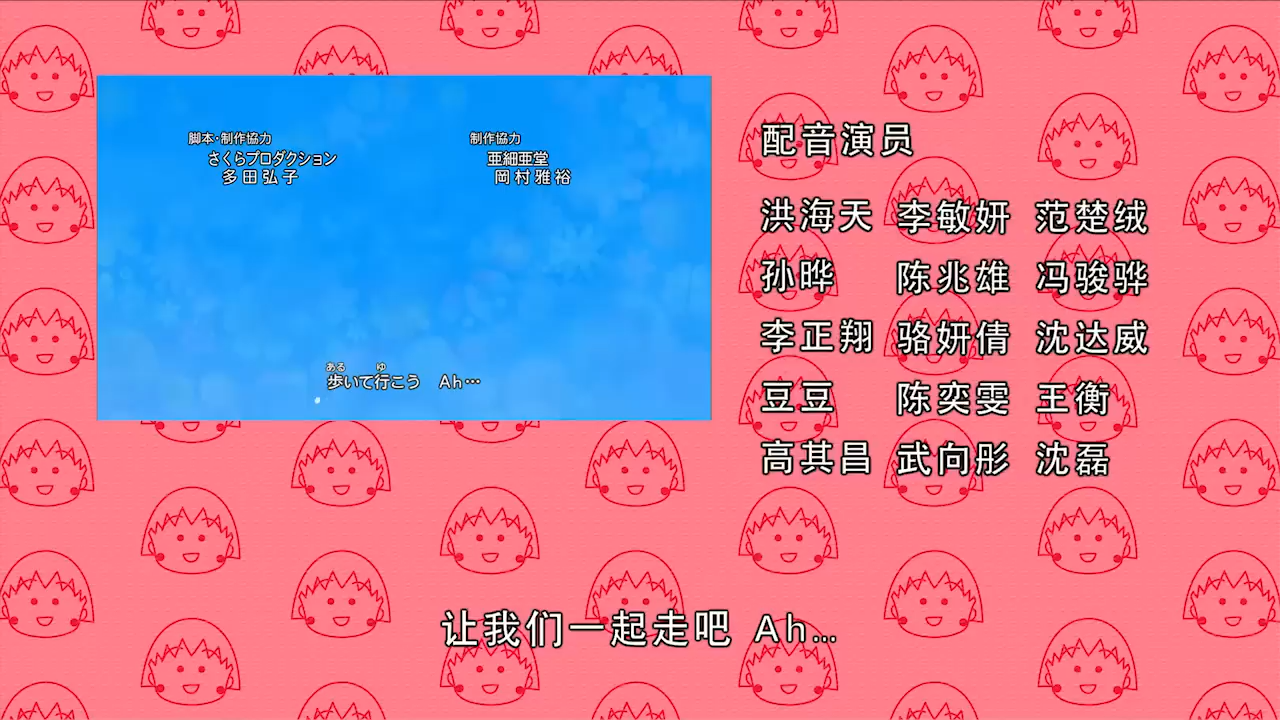 脚本・制作協力
さくらプロダクション
多田弘子
制作協力
亜細亜堂
岡村雅裕
ある ゆ
歩いて行こう Ah…
配音演员
洪海天 李敏妍 范楚绒
孙晔 陈兆雄 冯骏骅
李正翔 骆妍倩 沈达威
豆豆 陈奕雯 王衡
高其昌 武向彤 沈磊
让我们一起走吧 Ah…